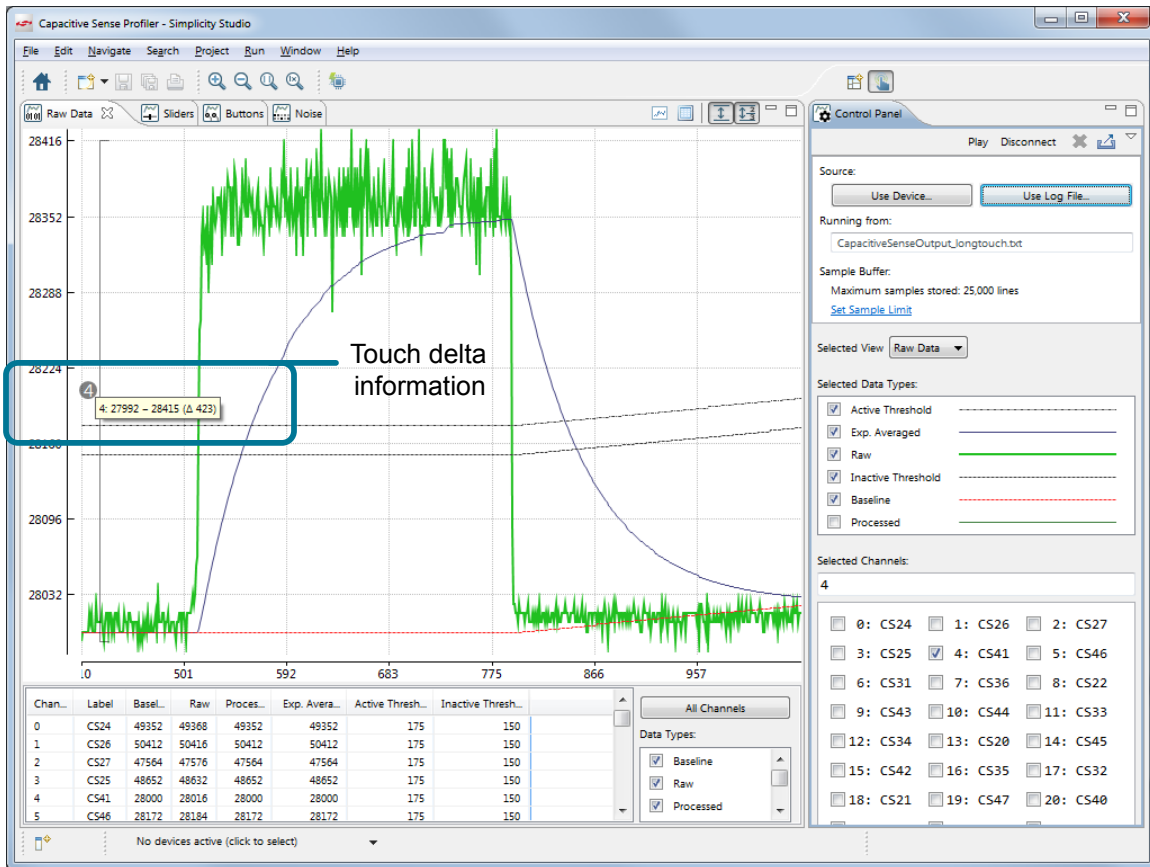 Capacitive Sense Profiler - Simplicity Studio
File Edit Navigate Search Project Run Window Help
Raw Data Sliders Buttons Noise
28416
28352
28288
28224
28160
28096
28032
Touch delta
information
4
4: 27992 – 28415 (Δ 423)
.0 501 592 683 775 866 957
Chan... Label Basel... Raw Proces... Exp. Avera... Active Thresh... Inactive Thresh...
0 CS24 49352 49368 49352 49352 175 150
1 CS26 50412 50416 50412 50412 175 150
2 CS27 47564 47576 47564 47564 175 150
3 CS25 48652 48632 48652 48652 175 150
4 CS41 28000 28016 28000 28000 175 150
5 CS46 28172 28184 28172 28172 175 150
All Channels
Data Types:
Baseline
Raw
Processed
No devices active (click to select)
Control Panel
Play Disconnect
Source:
Use Device... Use Log File...
Running from:
CapacitiveSenseOutput_longtouch.txt
Sample Buffer:
Maximum samples stored: 25,000 lines
Set Sample Limit
Selected View Raw Data
Selected Data Types:
Active Threshold
Exp. Averaged
Raw
Inactive Threshold
Baseline
Processed
Selected Channels:
4
0: CS24 1: CS26 2: CS27
3: CS25 4: CS41 5: CS46
6: CS31 7: CS36 8: CS22
9: CS43 10: CS44 11: CS33
12: CS34 13: CS20 14: CS45
15: CS42 16: CS35 17: CS32
18: CS21 19: CS47 20: CS40